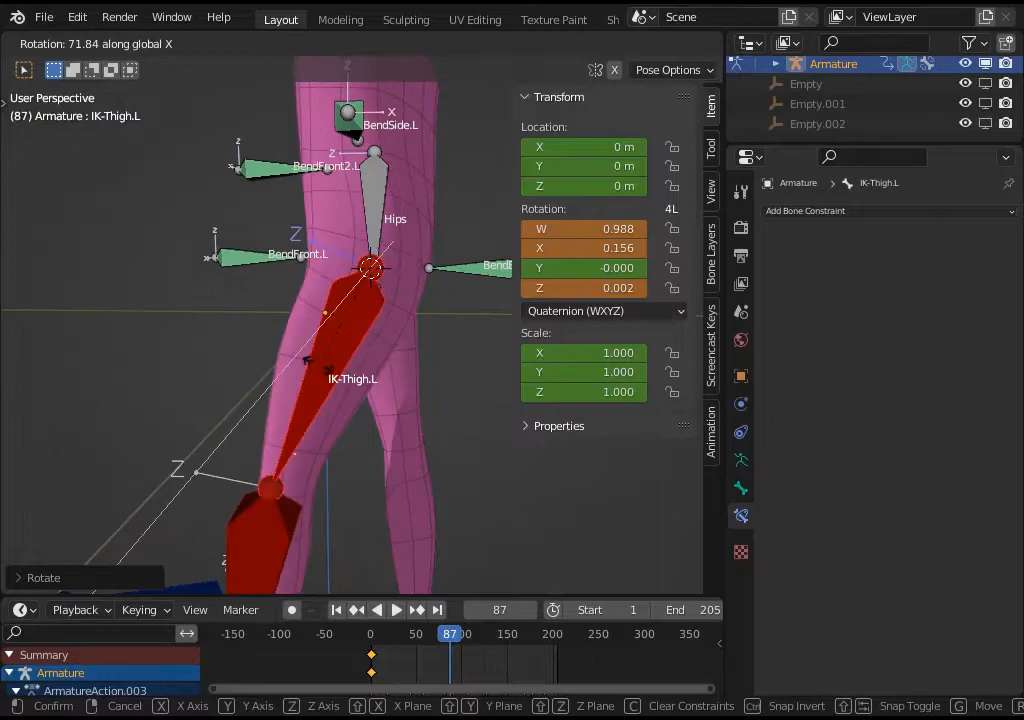 File Edit Render Window Help Layout Modeling Sculpting UV Editing Texture Paint Sh Scene ViewLayer
Rotation: 71.84 along global X
X Pose Options
Armature
Empty
Empty.001
Empty.002
User Perspective
(87) Armature : IK-Thigh.L
Z
X
BendSide.L
Z
BendFront2.L
z
Hips
z
Z
BendFront.L
IK-Thigh.L
Z
Transform
Location:
X 0 m
Y 0 m
Z 0 m
Rotation: 4L
W 0.988
X 0.156
Y -0.000
Z 0.002
Quaternion (WXYZ)
Scale:
X 1.000
Y 1.000
Z 1.000
Properties
Item
Tool
View
Bone Layers
Screencast Keys
Animation
Armature IK-Thigh.L
Add Bone Constraint
Rotate
Playback Keying View Marker 87 Start 1 End 205
-150 -100 -50 0 50 87 150 200 250 300 350
Summary
Armature
ArmatureAction.003
Confirm Cancel X X Axis Y Y Axis Z Z Axis X X Plane Y Y Plane Z Z Plane C Clear Constraints Ctrl Snap Invert Snap Toggle G Move R